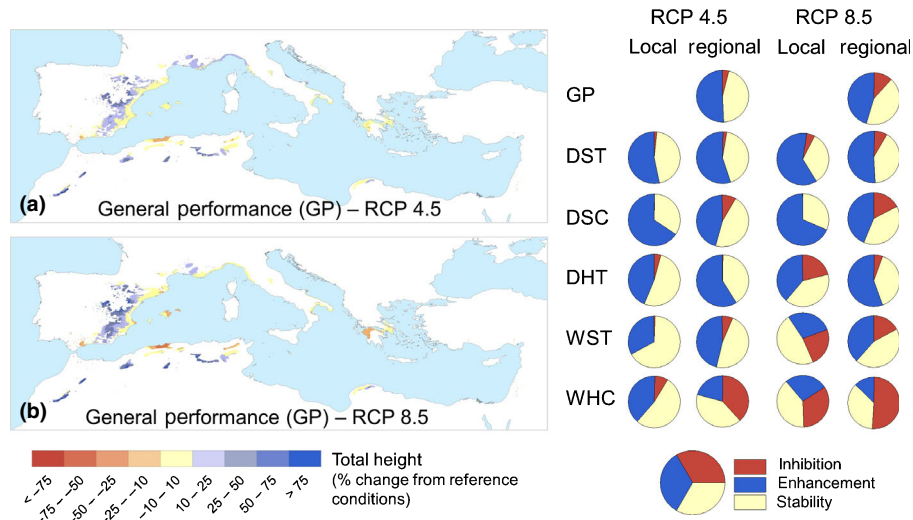 (a)
General performance (GP) – RCP 4.5
(b)
General performance (GP) – RCP 8.5
< –75
–75 – –50
–50 – –25
–25 – –10
–10 – 10
10 – 25
25 – 50
50 – 75
> 75
Total height
(% change from reference
conditions)
RCP 4.5 RCP 8.5
Local regional Local regional
GP
DST
DSC
DHT
WST
WHC
Inhibition
Enhancement
Stability